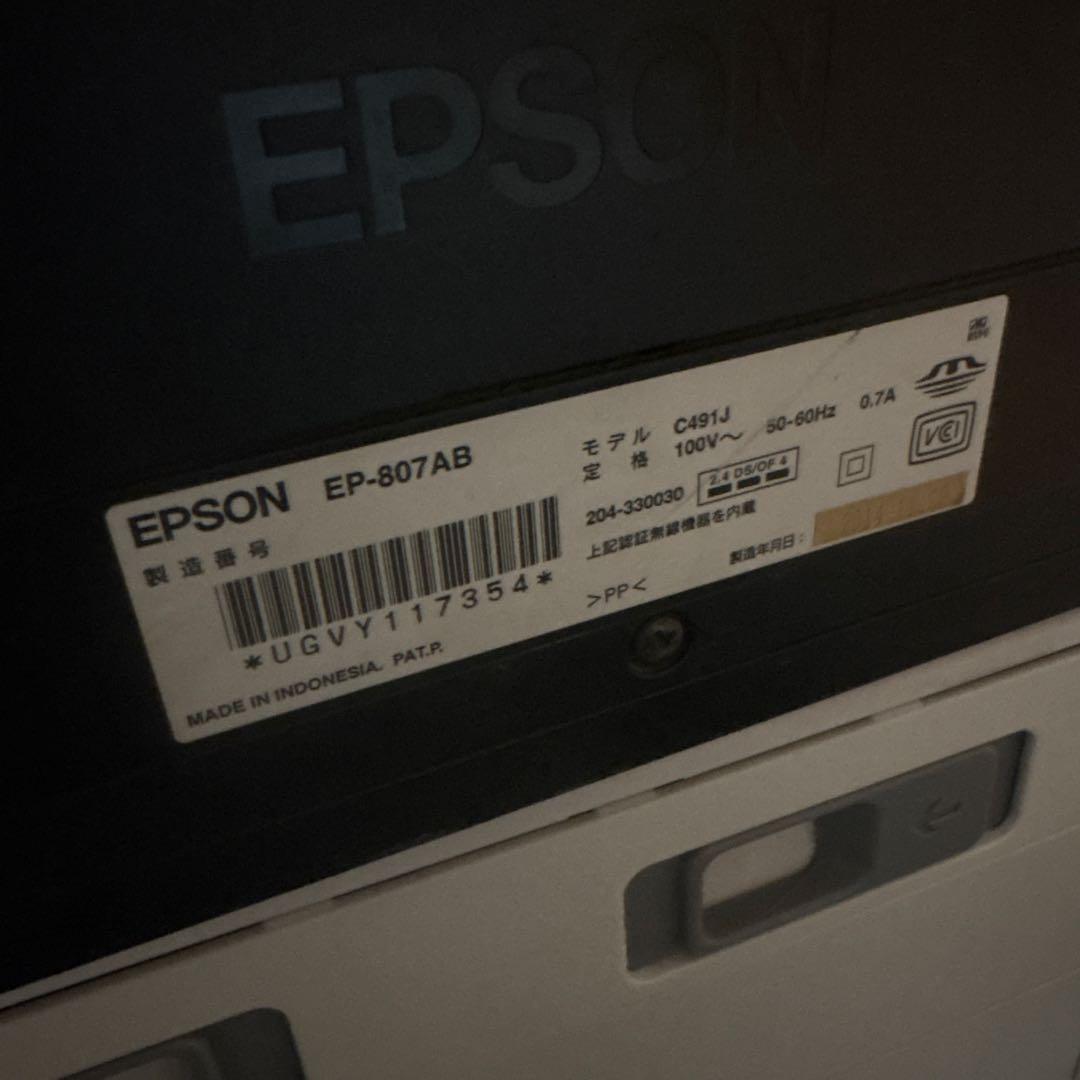 EPSON
EPSON EP-807AB
製造番号
*UGVY117354*
MADE IN INDONESIA. PAT.P.
モデル C491J
定格 100V～ 50-60Hz 0.7A
204-330030 2.4 DS/OF 4
上記認証無線機器を内蔵
>PP<
製造年月日：
VCI